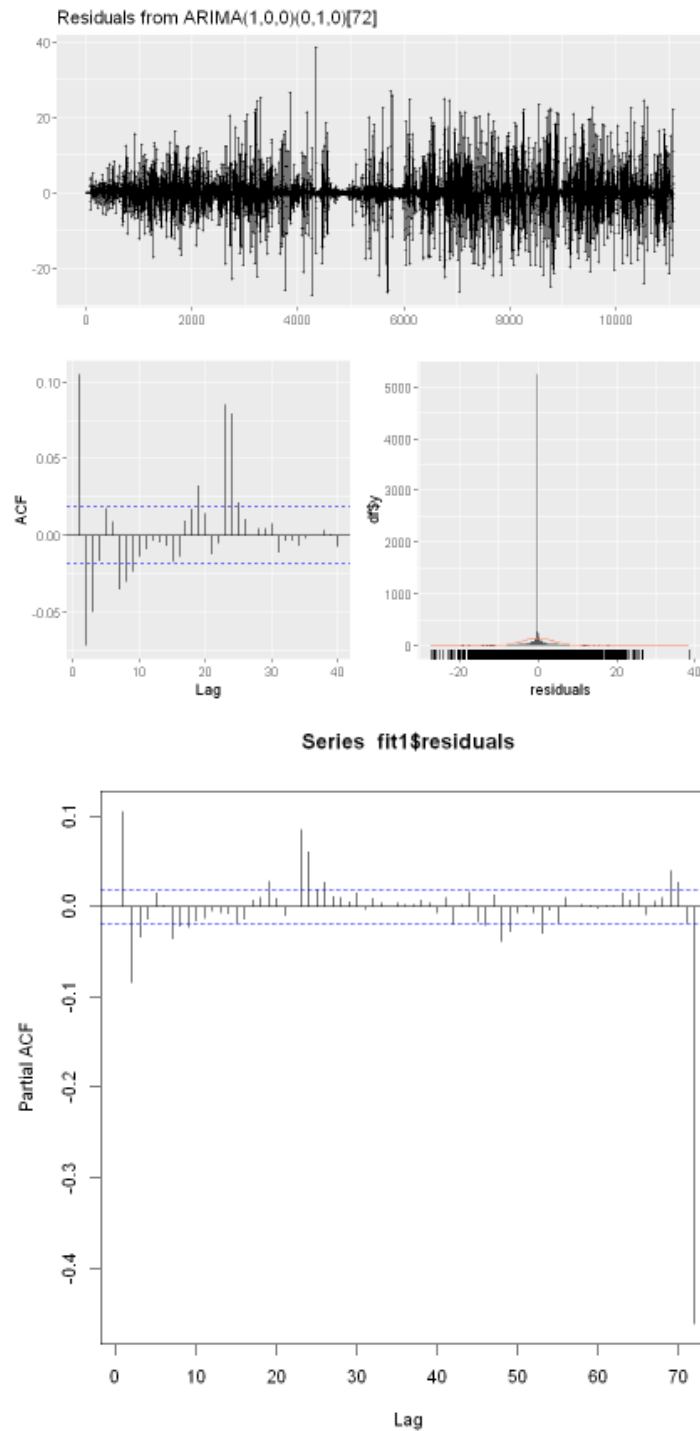 Residuals from ARIMA(1,0,0)(0,1,0)[72]
40
20
0
-20
0 2000 4000 6000 8000 10000
0.10
0.05
0.00
-0.05
ACF
0 10 20 30 40
Lag
5000
4000
3000
2000
1000
0
df$y
-20 0 20 40
residuals
Series fit1$residuals
0.1
0.0
-0.1
-0.2
-0.3
-0.4
Partial ACF
0 10 20 30 40 50 60 70
Lag